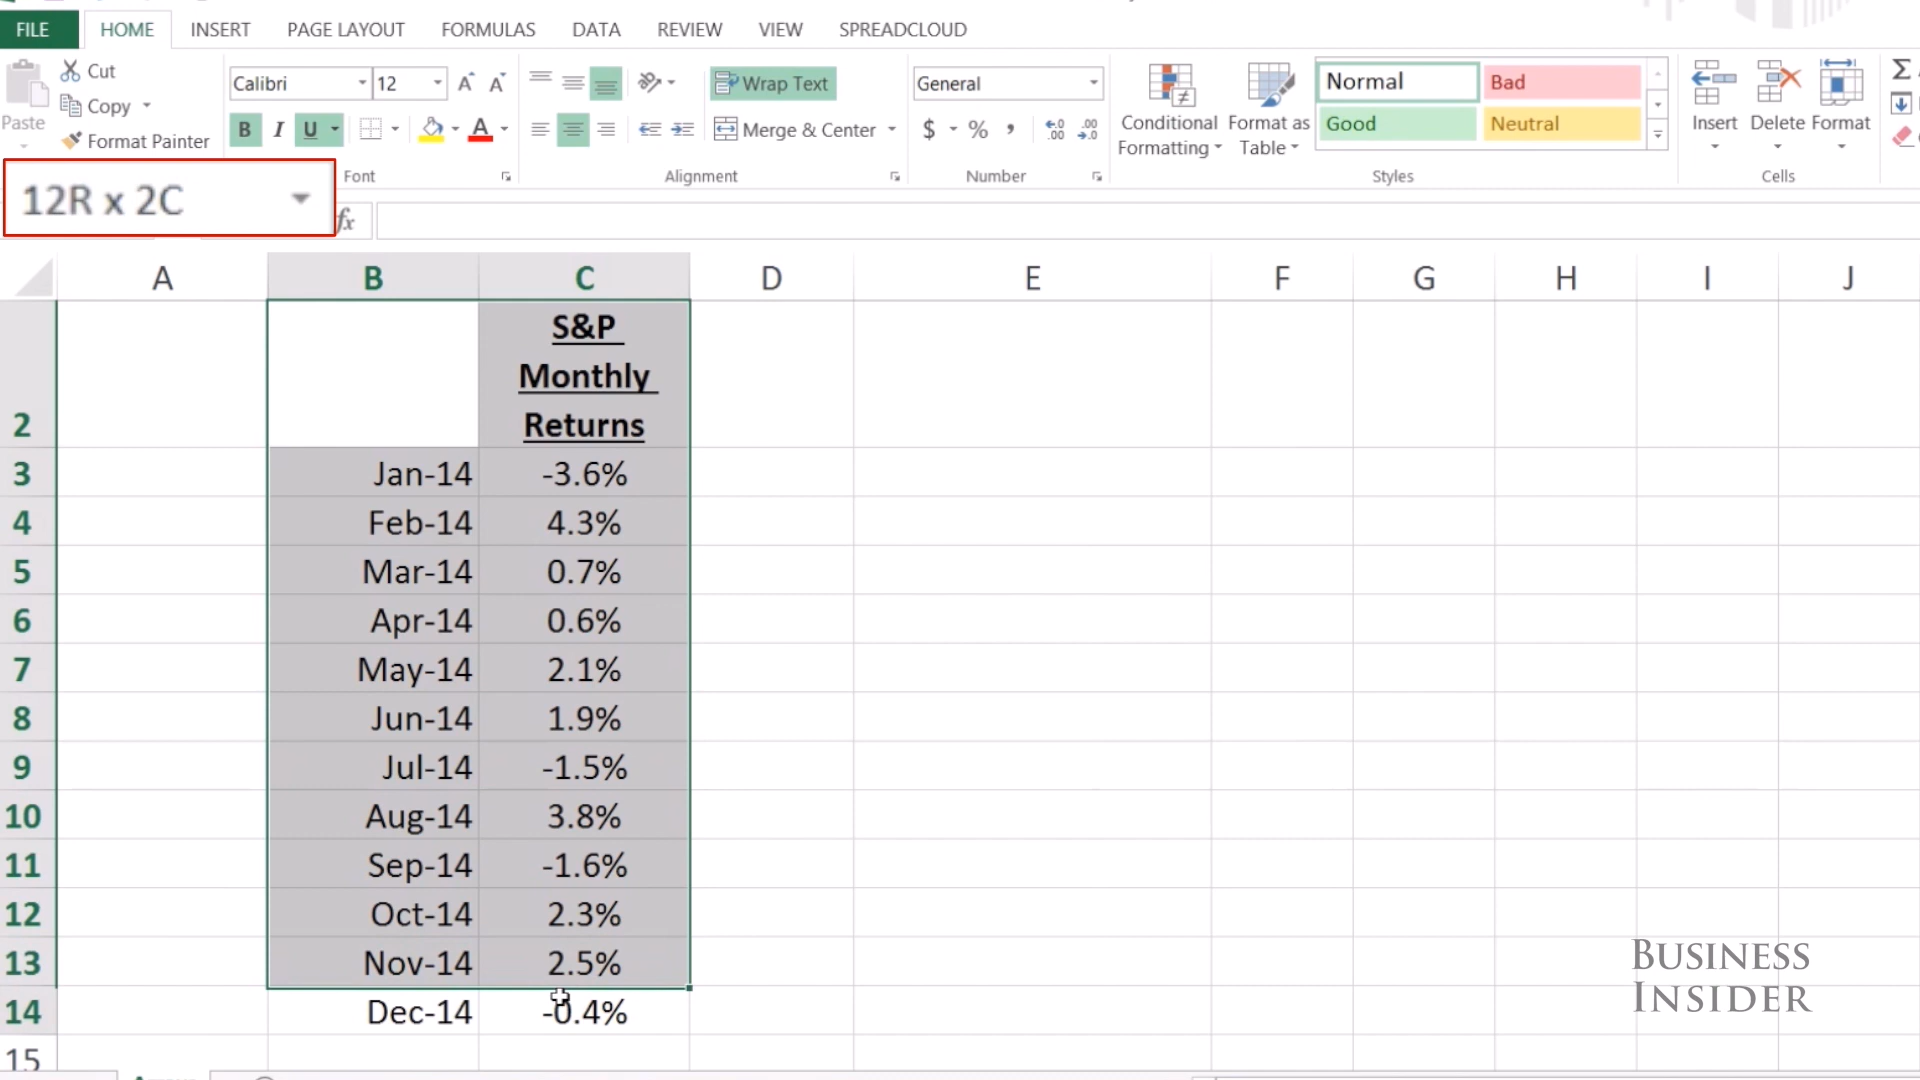 FILE HOME INSERT PAGE LAYOUT FORMULAS DATA REVIEW VIEW SPREADCLOUD
Cut
Copy
Paste
Format Painter
Calibri 12
B I U A
Font
Wrap Text
Merge & Center
Alignment
General
$ % ,
Number
Conditional
Formatting
Format as
Table
Normal Bad
Good Neutral
Styles
Insert Delete Format
Cells
12R x 2C
fx
A B C D E F G H I J
S&P
Monthly
2 Returns
3 Jan-14 -3.6%
4 Feb-14 4.3%
5 Mar-14 0.7%
6 Apr-14 0.6%
7 May-14 2.1%
8 Jun-14 1.9%
9 Jul-14 -1.5%
10 Aug-14 3.8%
11 Sep-14 -1.6%
12 Oct-14 2.3%
13 Nov-14 2.5%
14 Dec-14 -0.4%
15
BUSINESS
INSIDER